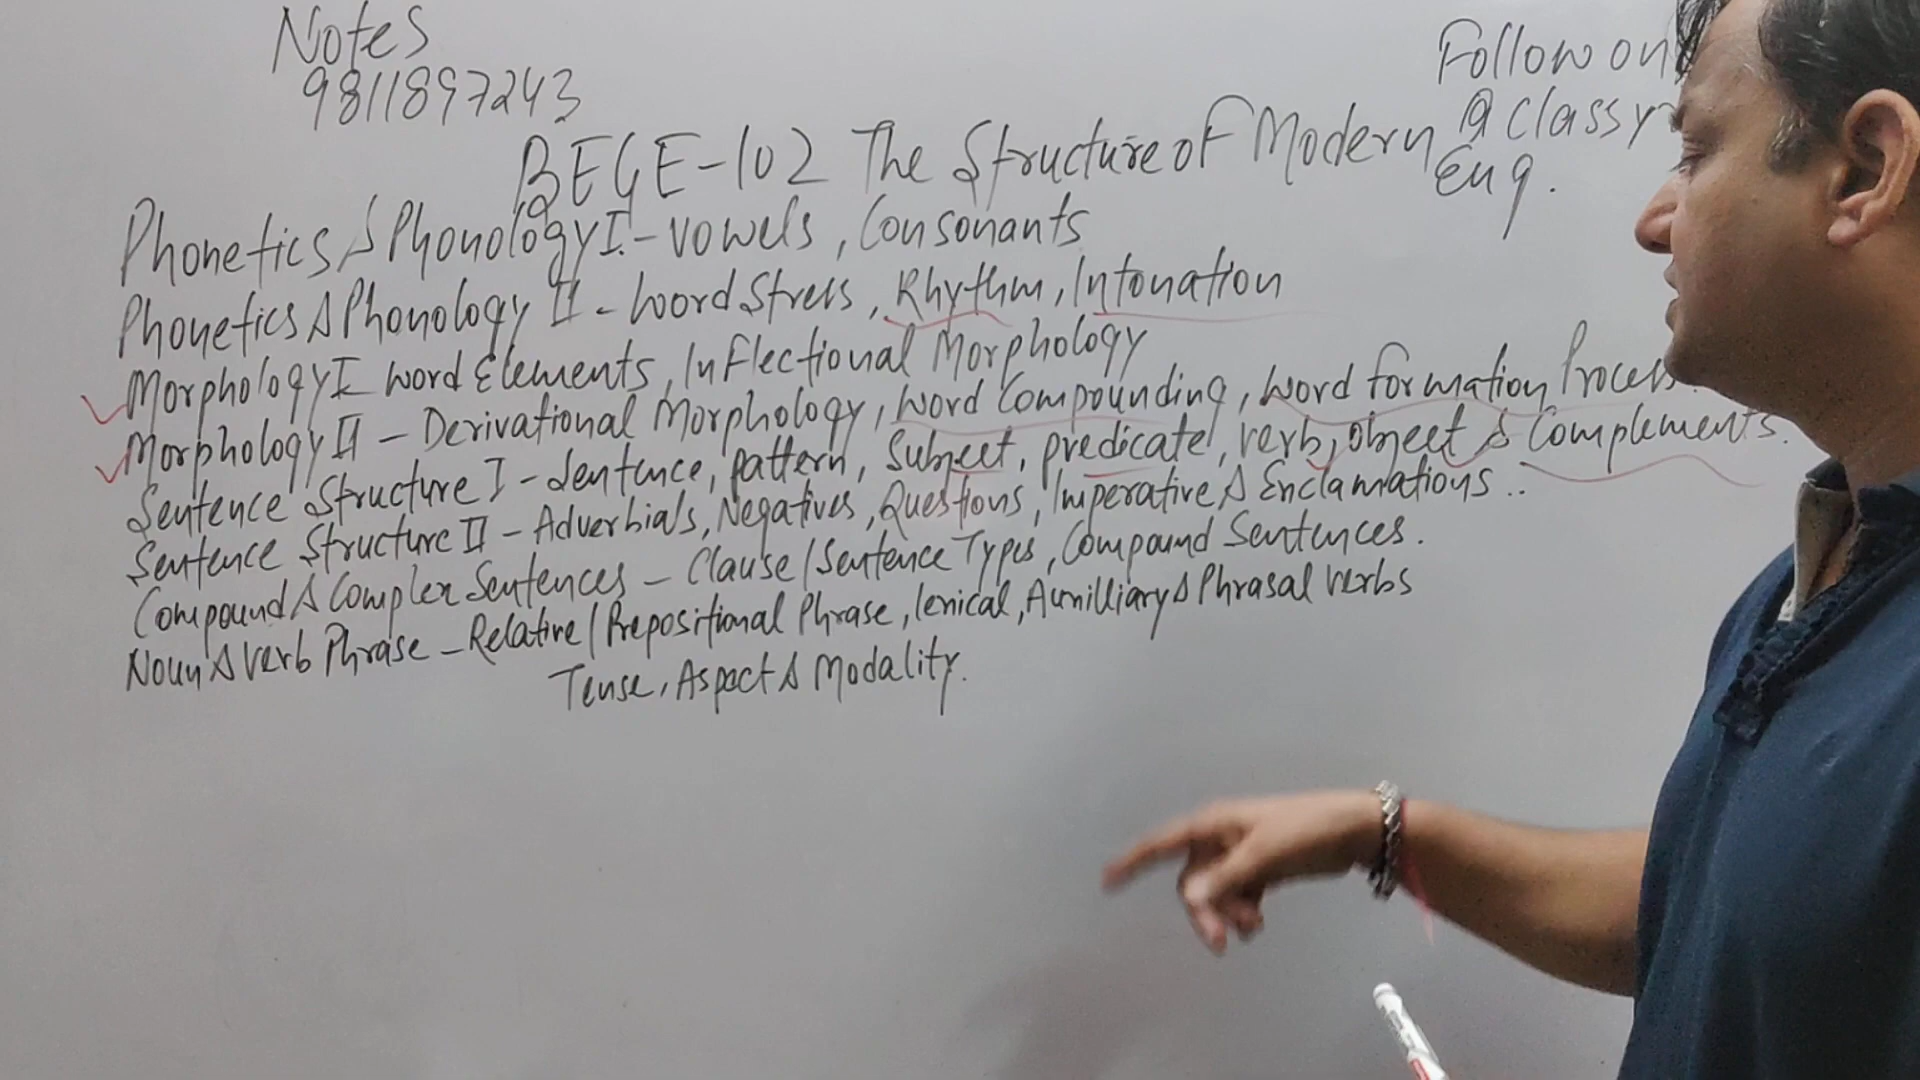 Notes
9811897243
Follow on
@classy
BEGE-102 The Structure of Modern Eng.
Phonetics & Phonology I - Vowels, Consonants
Phonetics & Phonology II - Word Stress, Rhythm, Intonation
Morphology I Word Elements, Inflectional Morphology
Morphology II - Derivational Morphology, Word Compounding, Word formation Process.
Sentence Structure I - Sentence, pattern, Subject, predicate, verb, object & Complements.
Sentence Structure II - Adverbials, Negatives, Questions, Imperative & Exclamations..
Compound & Complex Sentences - Clause/Sentence Types, Compound Sentences.
Noun & Verb Phrase - Relative/Prepositional Phrase, lexical, Auxilliary & Phrasal verbs
Tense, Aspect & Modality.